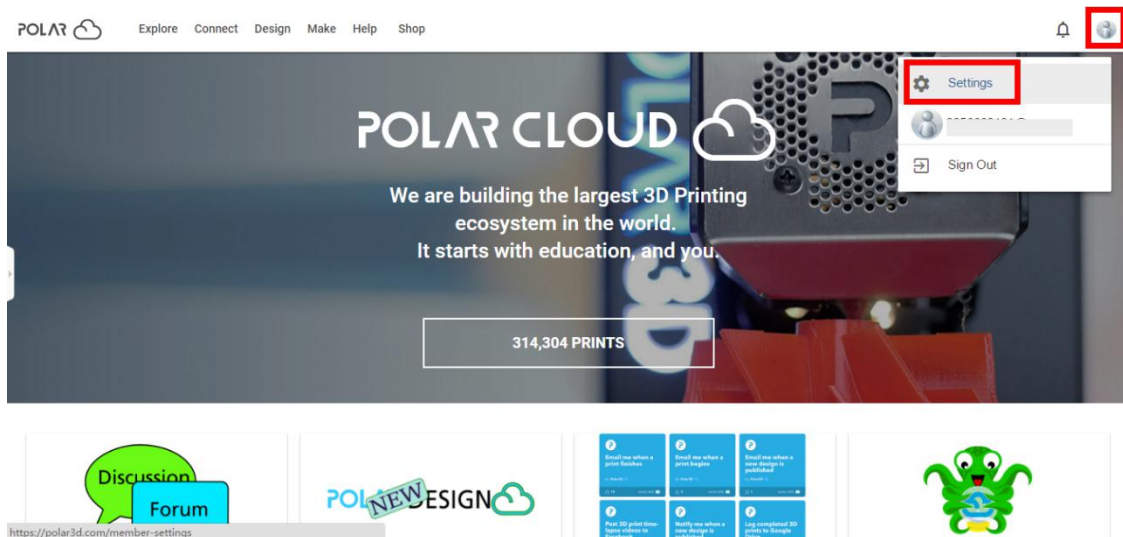 POLAR
Explore Connect Design Make Help Shop
Settings
Sign Out
POLAR CLOUD
We are building the largest 3D Printing
ecosystem in the world.
It starts with education, and you.
314,304 PRINTS
3D
Discussion
Forum
NEW
DESIGN
Email me when a
print finishes
Email me when a
print begins
Email me when a
new design is
published
Post 3D print time-
lapse videos to
Facebook
Notify me when a
new design is
published
Log completed 3D
prints to Google
https://polar3d.com/member-settings